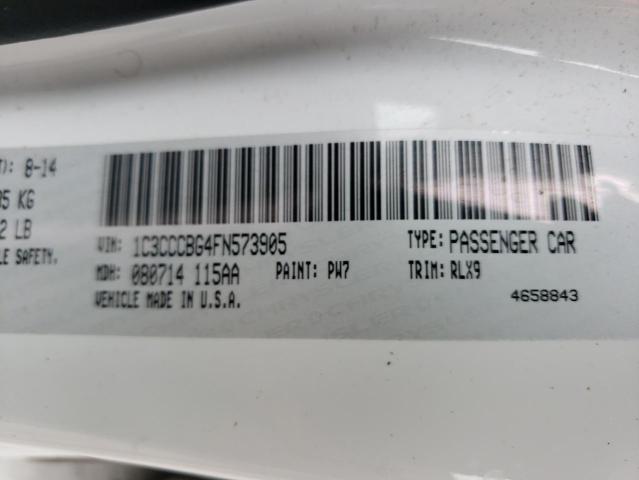 T): 8-14
05 KG
2 LB
LE SAFETY.
VIN: 1C3CCCBG4FN573905 TYPE: PASSENGER CAR
MDH: 080714 115AA PAINT: PW7 TRIM: RLX9
VEHICLE MADE IN U.S.A. 4658843